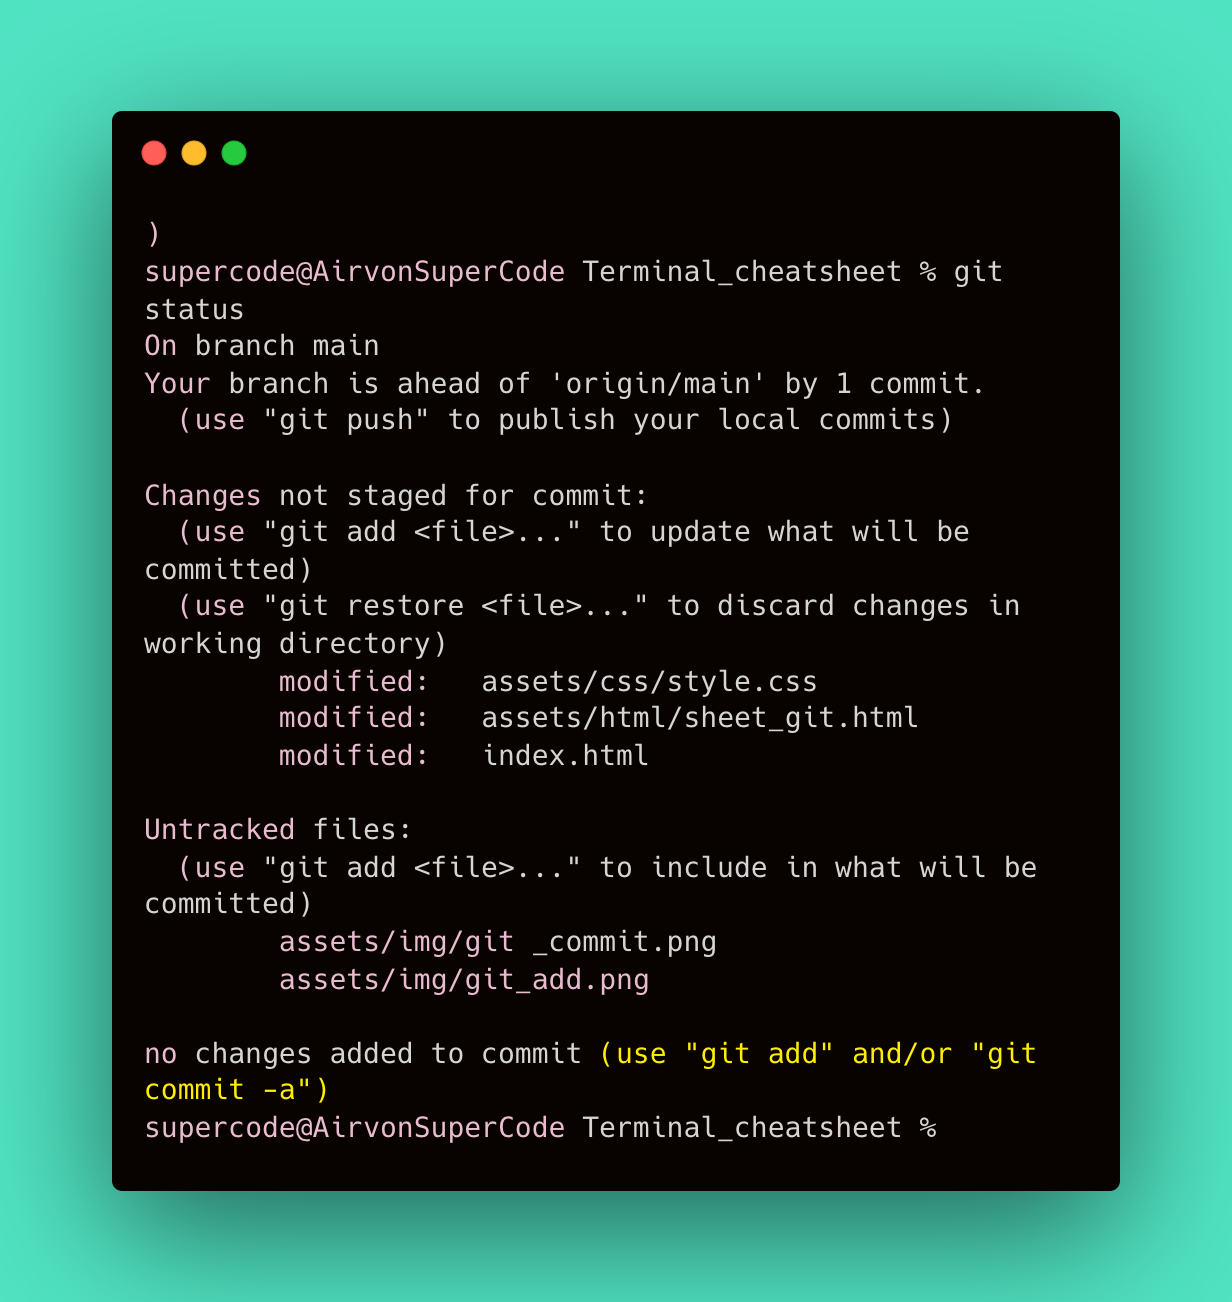 )
supercode@AirvonSuperCode Terminal_cheatsheet % git
status
On branch main
Your branch is ahead of 'origin/main' by 1 commit.
  (use "git push" to publish your local commits)

Changes not staged for commit:
  (use "git add <file>..." to update what will be
committed)
  (use "git restore <file>..." to discard changes in
working directory)
        modified:   assets/css/style.css
        modified:   assets/html/sheet_git.html
        modified:   index.html

Untracked files:
  (use "git add <file>..." to include in what will be
committed)
        assets/img/git _commit.png
        assets/img/git_add.png

no changes added to commit (use "git add" and/or "git
commit -a")
supercode@AirvonSuperCode Terminal_cheatsheet %